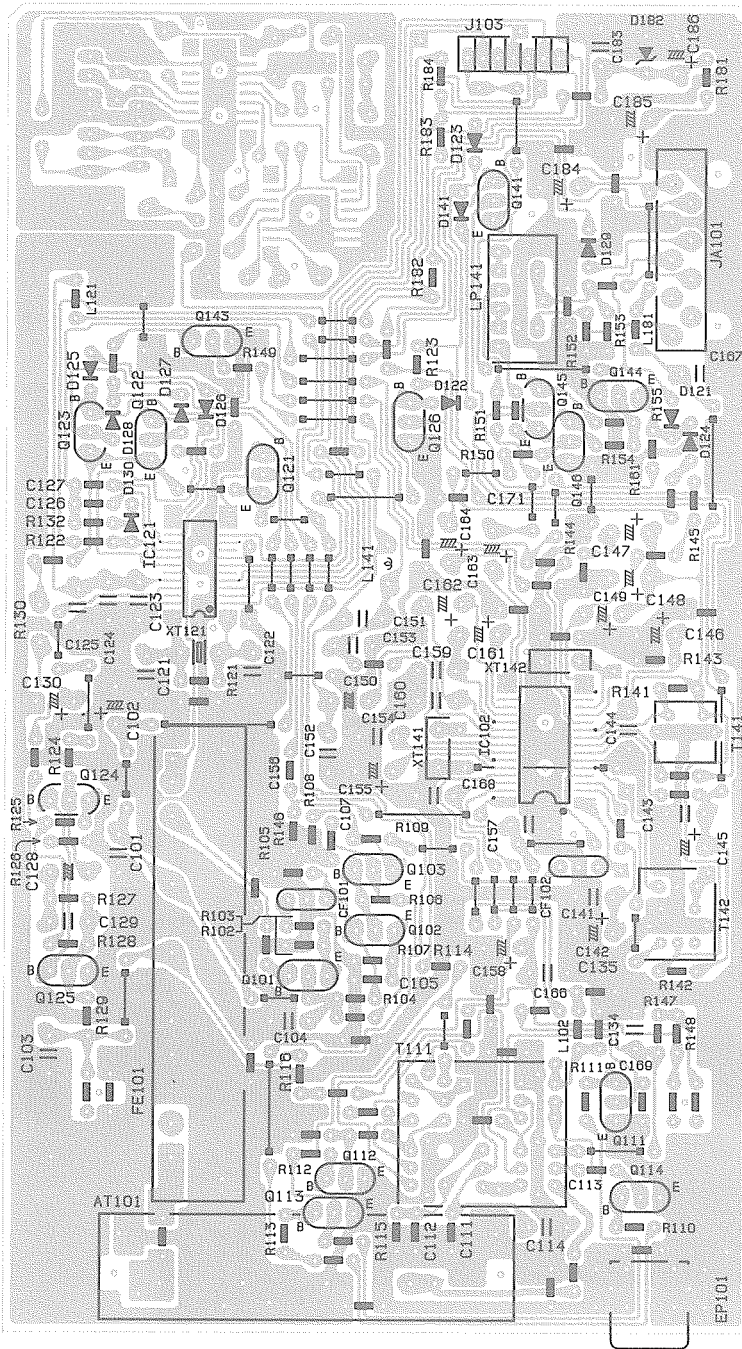 D182
J103
C186
C183
R184
R181
C185
R183
D123
B
Q141
C184
D141
E
D129
JA101
R182
LP141
L121
Q143
B
E
R152
R153
L181
C167
D125
Q122
D127
R149
R123
D122
Q145
Q144
B
E
D121
Q123
B
D128
D126
B
Q126
R151
R155
D124
E
D130
E
B
Q121
E
E
R154
R150
Q146
R161
C127
C126
R132
R122
IC121
C171
C164
R144
R145
L141
C163
C147
C162
C149
C148
R130
C123
C125
C124
XT121
C151
C153
C159
C161
C146
C121
R121
C122
XT142
R143
C130
C150
C160
R141
C102
C154
XT141
IC102
C144
T141
C152
C156
R124
Q124
R108
C155
C168
B
E
R125
R146
C107
C143
R126
C128
C101
R105
R109
C157
C145
Q103
E
CF101
CF102
R127
R106
C141
T142
C129
R103
R102
B
E
Q102
R128
R107
R114
C142
C135
B
E
Q101
C158
Q125
B
C105
R142
R129
R104
C166
R147
C104
C103
T111
L102
C134
R148
FE101
R116
R111
B
C169
E
Q111
R112
Q112
B
E
C113
Q114
AT101
Q113
B
E
B
E
R113
R115
C112
C111
C114
R110
EP101